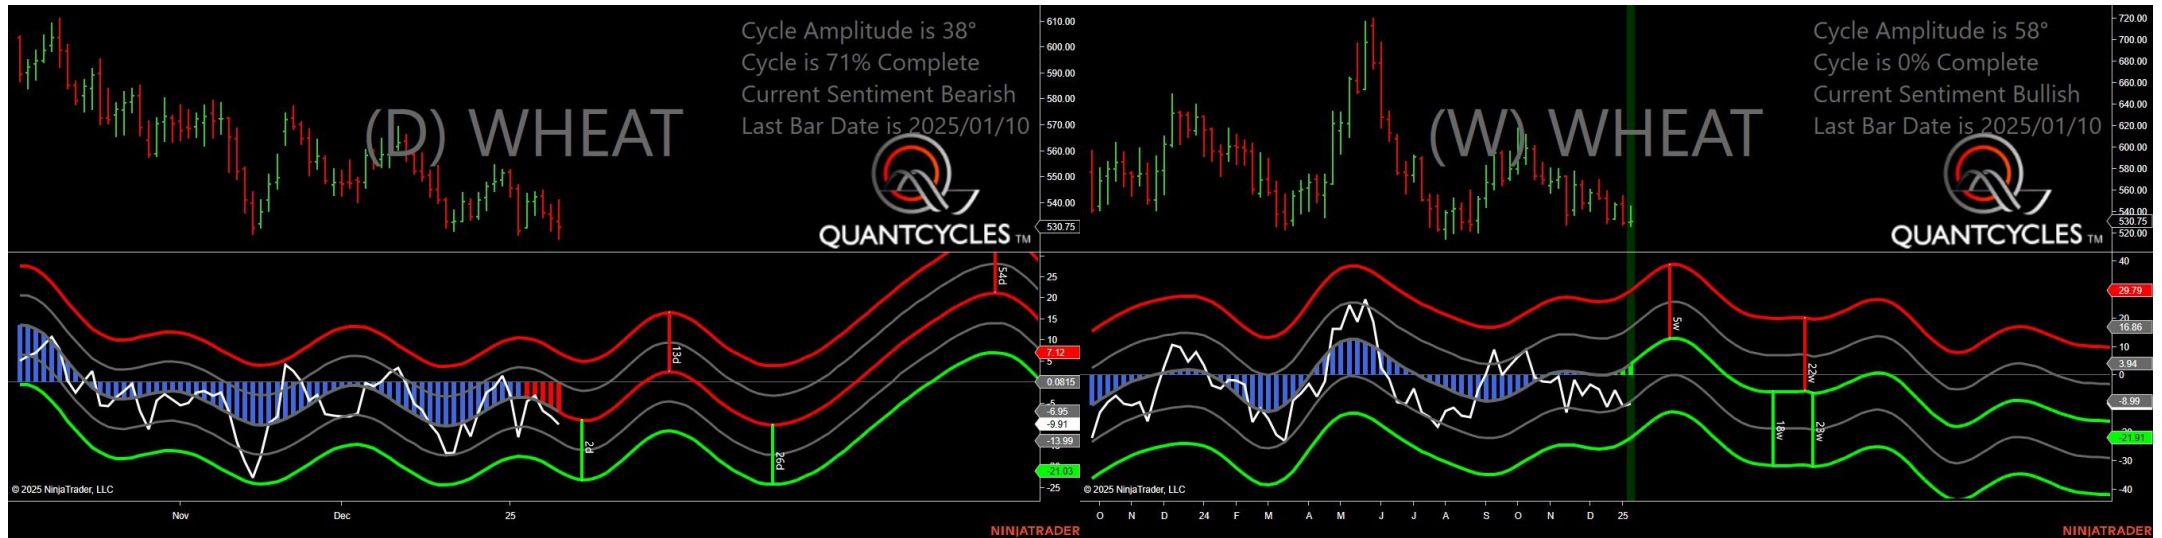 Cycle Amplitude is 38°
Cycle is 71% Complete
Current Sentiment Bearish
Last Bar Date is 2025/01/10
(D) WHEAT
QUANTCYCLES TM
610.00
600.00
590.00
580.00
570.00
560.00
550.00
540.00
530.75
25
20
15
10
7.12
5
0.0815
-5
-6.95
-9.91
-13.99
-21.03
-25
54d
13d
2d
26d
© 2025 NinjaTrader, LLC
Nov
Dec
25
NINJATRADER
Cycle Amplitude is 58°
Cycle is 0% Complete
Current Sentiment Bullish
Last Bar Date is 2025/01/10
(W) WHEAT
QUANTCYCLES TM
720.00
700.00
680.00
660.00
640.00
620.00
600.00
580.00
560.00
540.00
530.75
520.00
40
29.79
20
16.86
10
3.94
0
-8.99
-21.91
-30
-40
5w
22w
18w
23w
© 2025 NinjaTrader, LLC
O N D 24 F M A M J J A S O N D 25
NINJATRADER